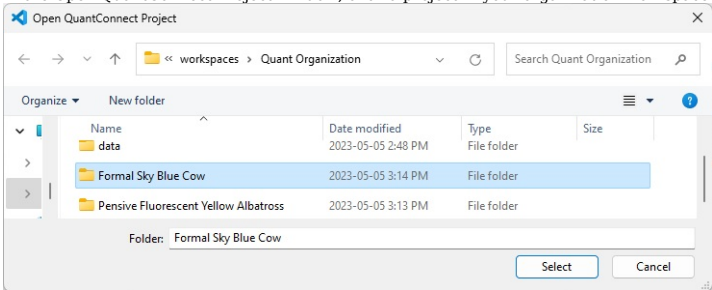 Open QuantConnect Project
« workspaces > Quant Organization
Search Quant Organization
Organize
New folder
Name
Date modified
Type
Size
data
2023-05-05 2:48 PM
File folder
Formal Sky Blue Cow
2023-05-05 3:14 PM
File folder
Pensive Fluorescent Yellow Albatross
2023-05-05 3:13 PM
File folder
Folder: Formal Sky Blue Cow
Select
Cancel